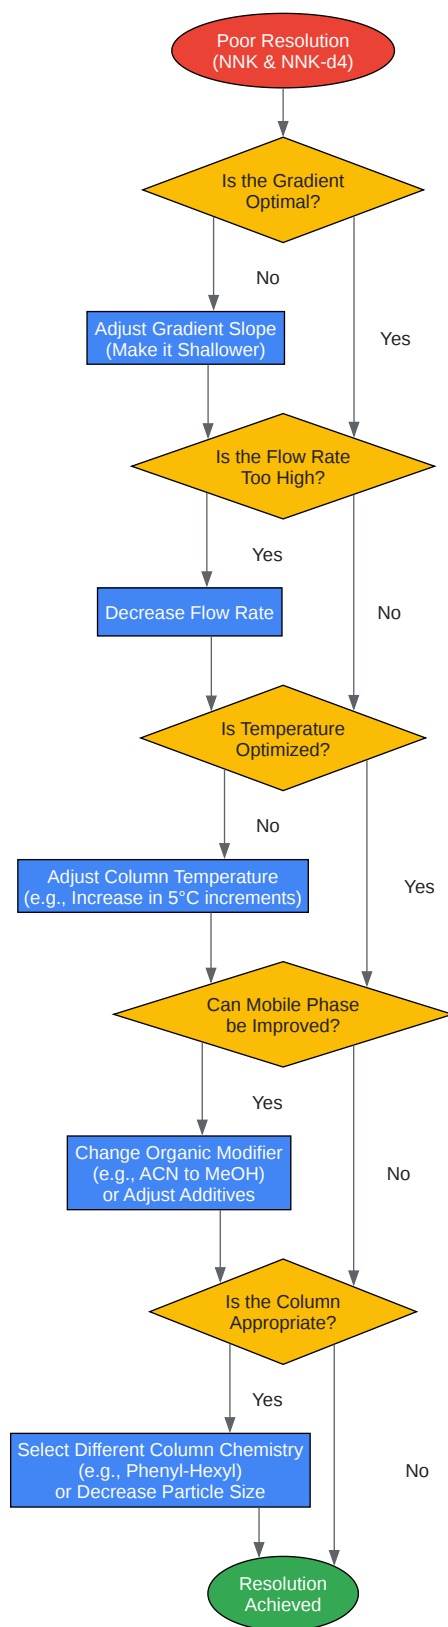 Poor Resolution
(NNK & NNK-d4)
Is the Gradient
Optimal?
No
Yes
Adjust Gradient Slope
(Make it Shallower)
Is the Flow Rate
Too High?
Yes
No
Decrease Flow Rate
Is Temperature
Optimized?
No
Yes
Adjust Column Temperature
(e.g., Increase in 5°C increments)
Can Mobile Phase
be Improved?
Yes
No
Change Organic Modifier
(e.g., ACN to MeOH)
or Adjust Additives
Is the Column
Appropriate?
Yes
No
Select Different Column Chemistry
(e.g., Phenyl-Hexyl)
or Decrease Particle Size
Resolution
Achieved